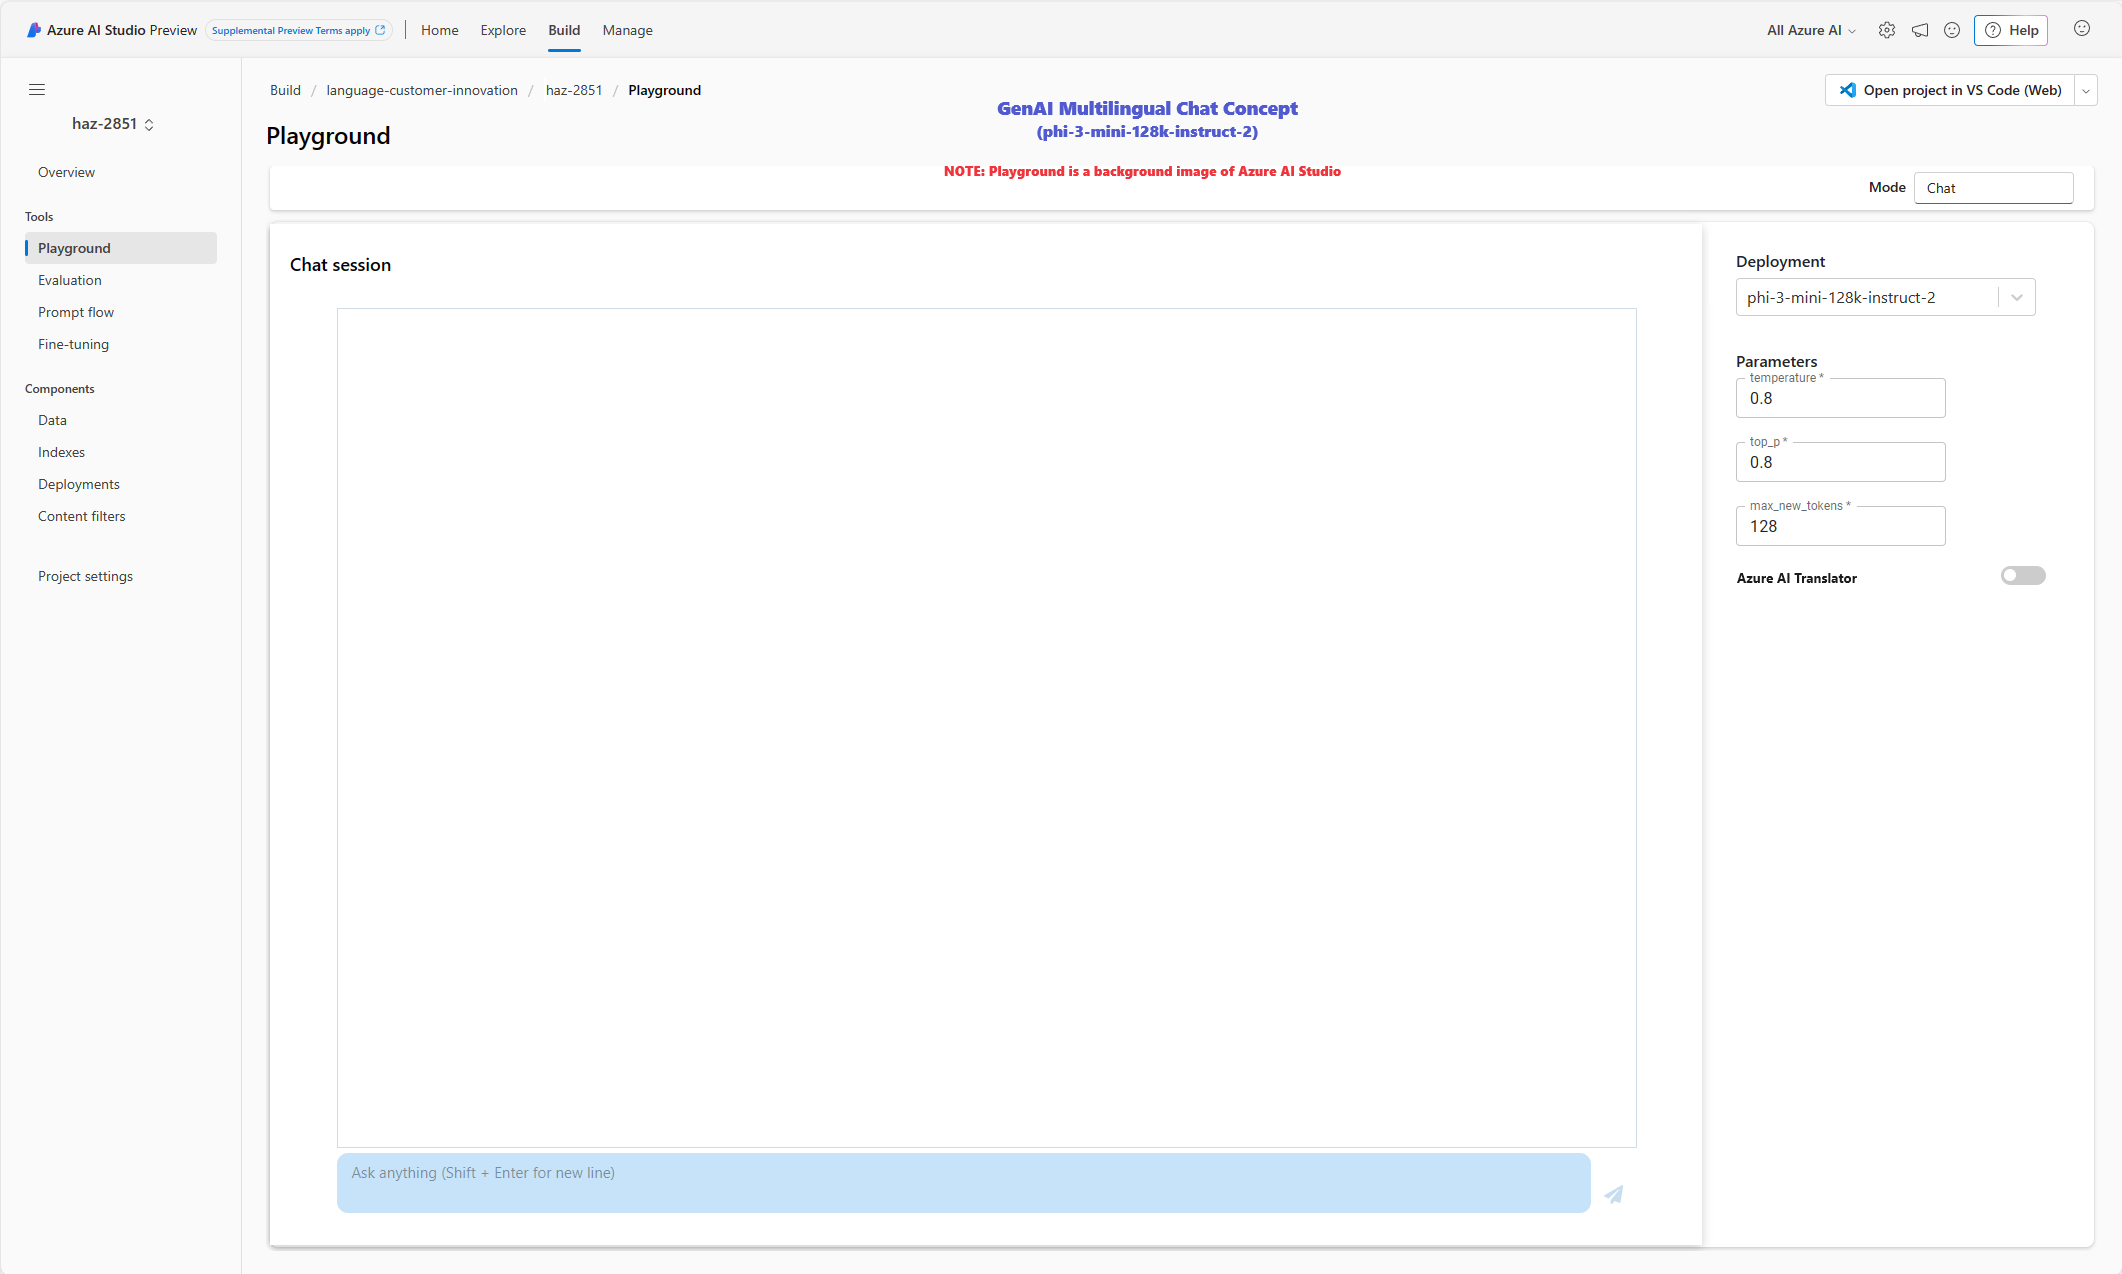 Azure AI Studio Preview Supplemental Preview Terms apply Home Explore Build Manage All Azure AI Help
Build / language-customer-innovation / haz-2851 / Playground
Open project in VS Code (Web)
GenAI Multilingual Chat Concept
(phi-3-mini-128k-instruct-2)
haz-2851
Playground
NOTE: Playground is a background image of Azure AI Studio
Mode Chat
Overview
Tools
Playground
Evaluation
Prompt flow
Fine-tuning
Components
Data
Indexes
Deployments
Content filters
Project settings
Chat session
Ask anything (Shift + Enter for new line)
Deployment
phi-3-mini-128k-instruct-2
Parameters
temperature *
0.8
top_p *
0.8
max_new_tokens *
128
Azure AI Translator